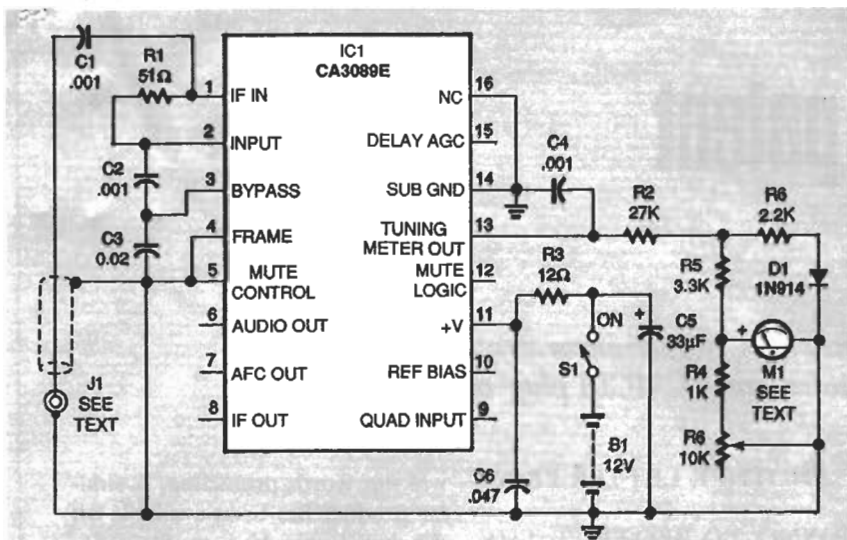 C1
.001
R1
51Ω
C2
.001
C3
0.02
J1
SEE
TEXT
IC1
CA3089E
1 IF IN
2 INPUT
3 BYPASS
4 FRAME
5 MUTE
CONTROL
6 AUDIO OUT
7 AFC OUT
8 IF OUT
NC 16
DELAY AGC 15
SUB GND 14
TUNING 13
METER OUT
MUTE 12
LOGIC
+V 11
REF BIAS 10
QUAD INPUT 9
C4
.001
R2
27K
R6
2.2K
R3
12Ω
R5
3.3K
D1
1N914
ON
S1
+
C5
33µF
+
M1
SEE
TEXT
R4
1K
R6
10K
B1
12V
C6
.047